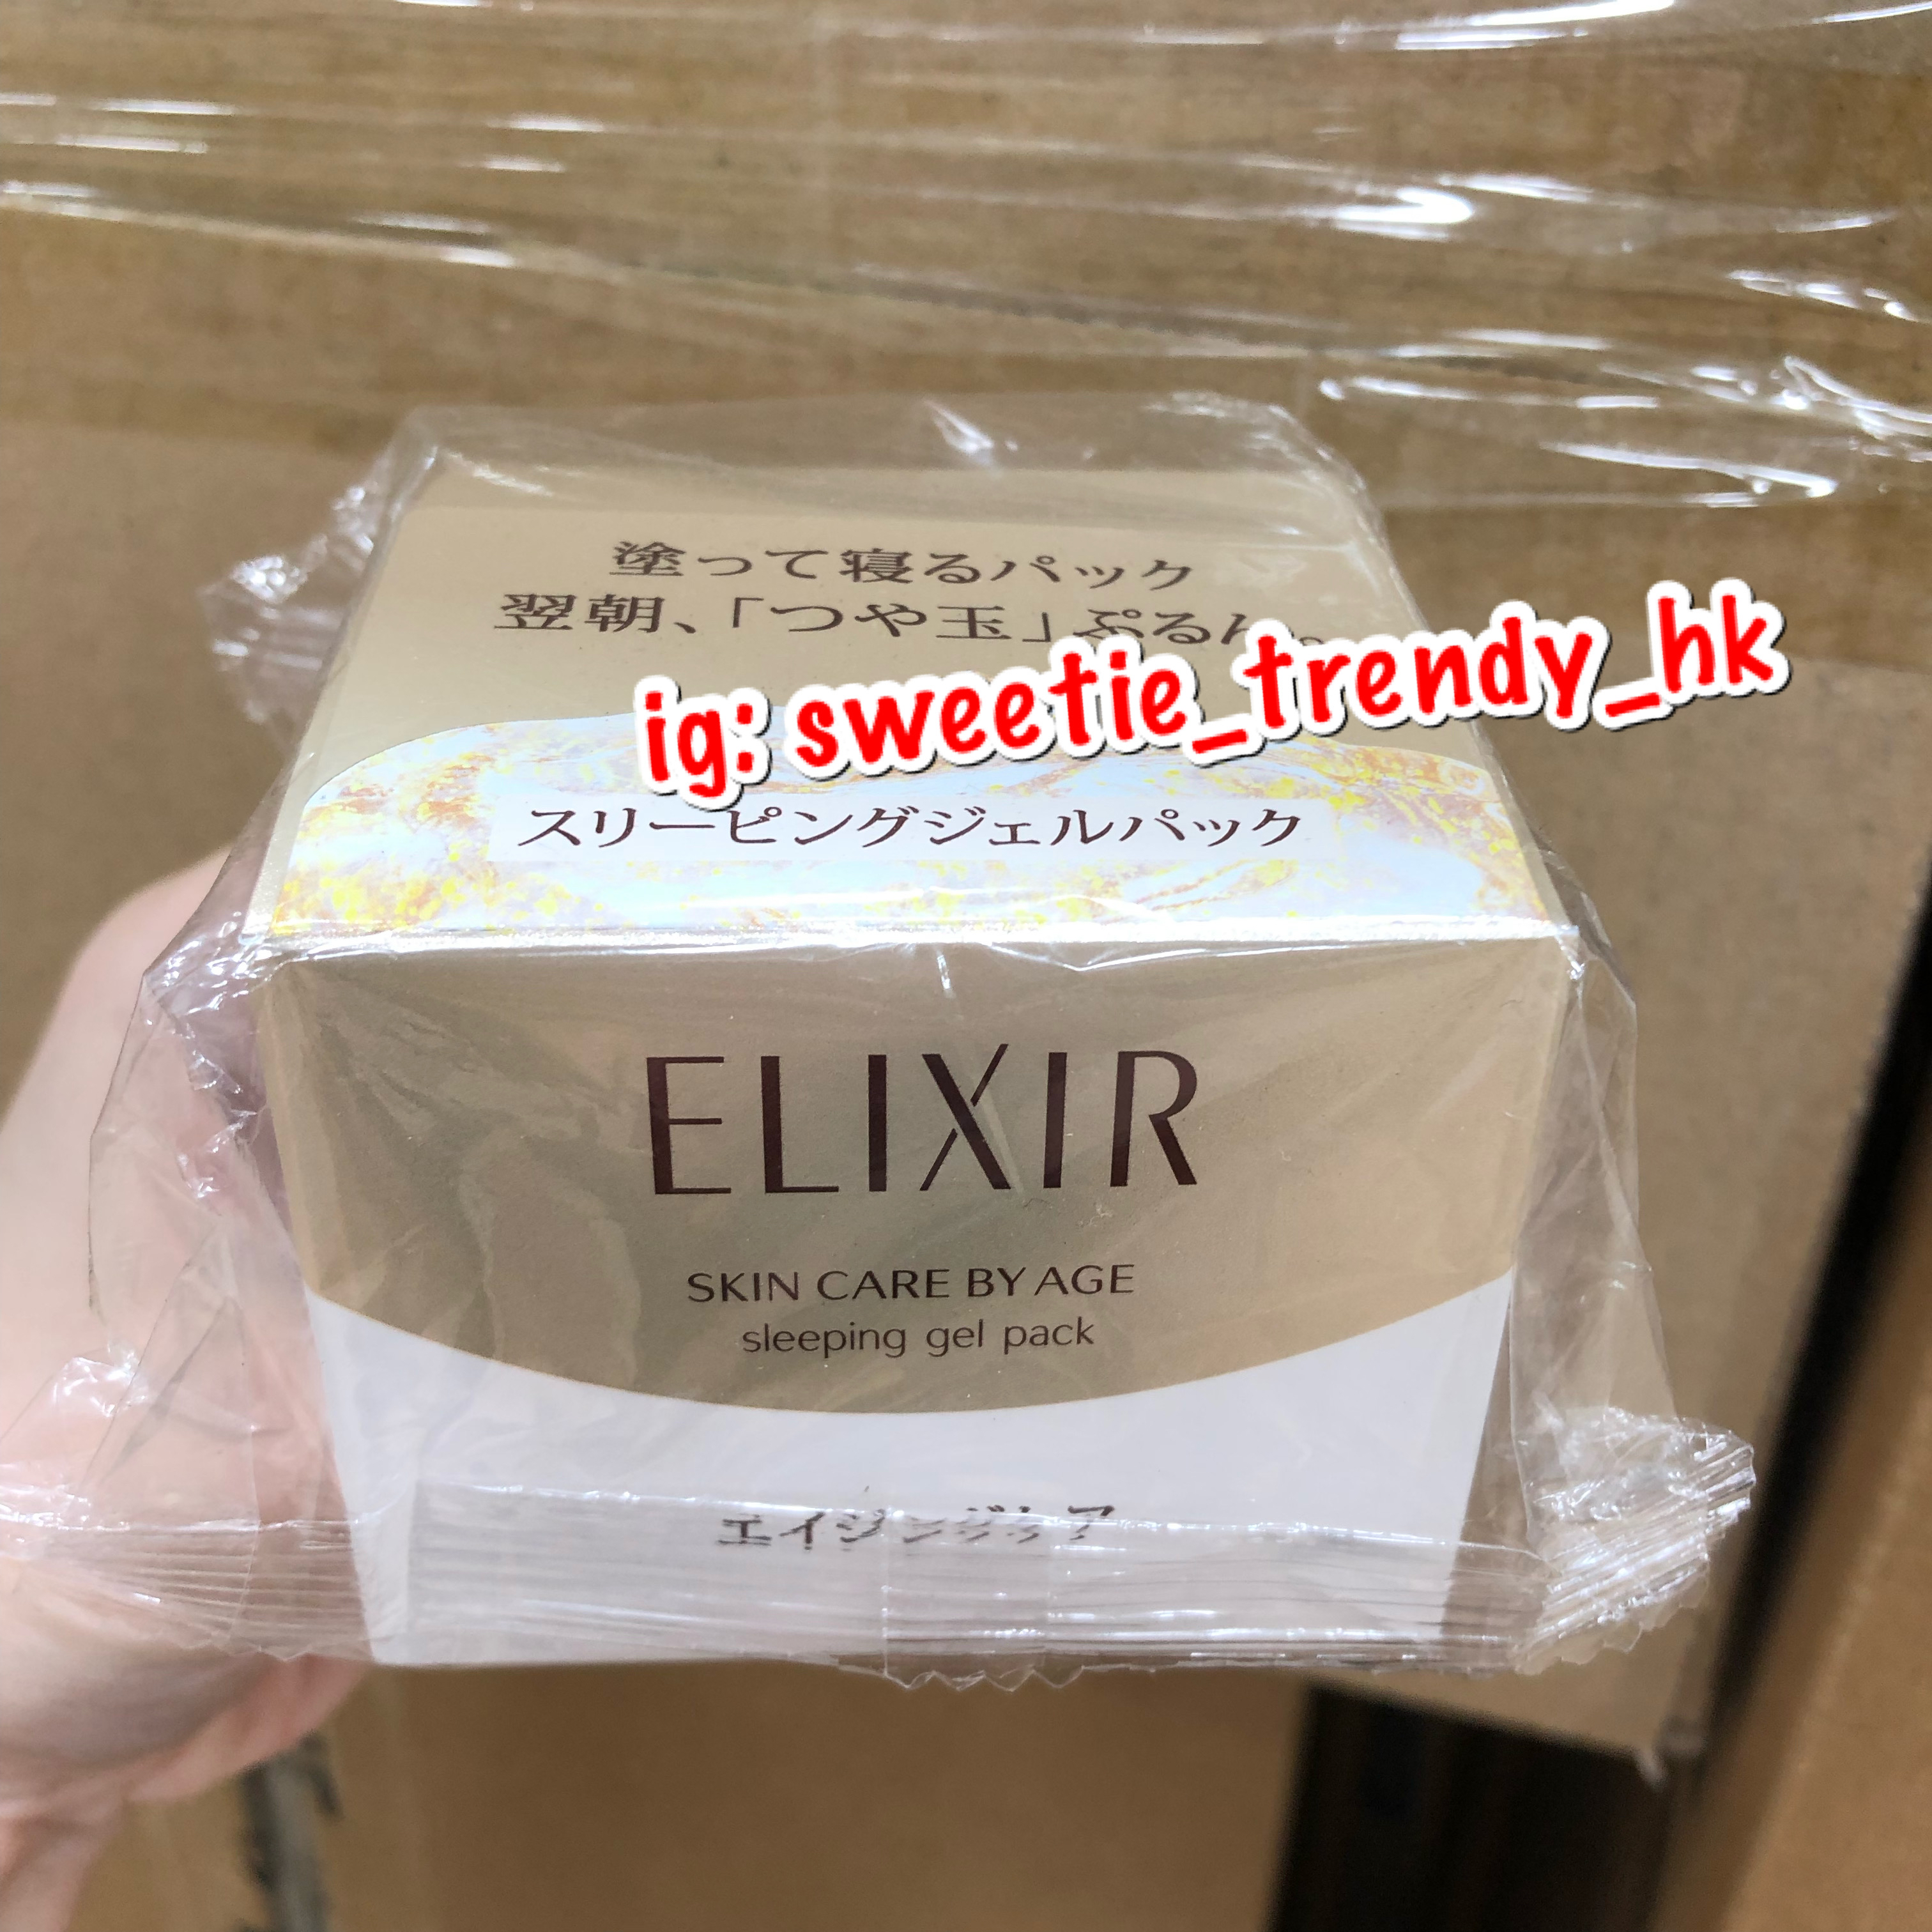 塗って寝るパック
翌朝、「つや玉」ぷるん。
ig: sweetie_trendy_hk
スリーピングジェルパック
ELIXIR
SKIN CARE BY AGE
sleeping gel pack
エイジングケア